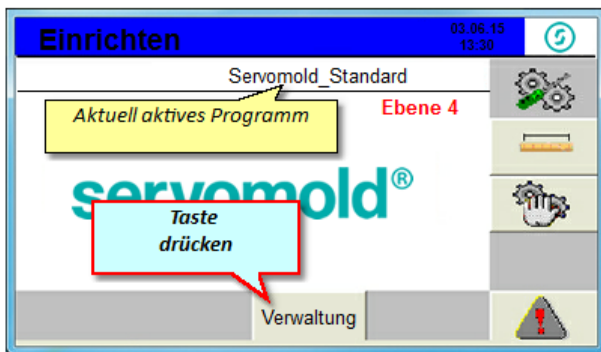 Einrichten
03.06.15
13:30
Servomold_Standard
Aktuell aktives Programm
Ebene 4
servomold®
Taste
drücken
Verwaltung